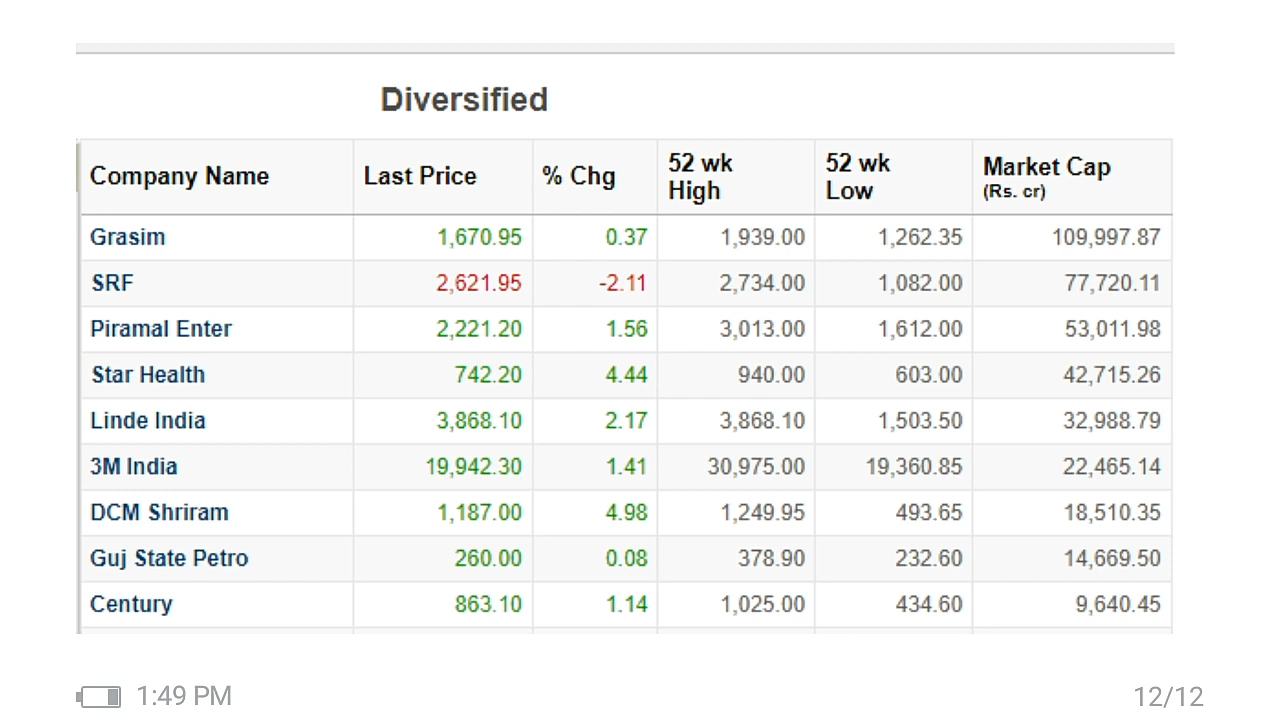 Diversified
Company Name Last Price % Chg 52 wk High 52 wk Low Market Cap (Rs. cr)
Grasim 1,670.95 0.37 1,939.00 1,262.35 109,997.87
SRF 2,621.95 -2.11 2,734.00 1,082.00 77,720.11
Piramal Enter 2,221.20 1.56 3,013.00 1,612.00 53,011.98
Star Health 742.20 4.44 940.00 603.00 42,715.26
Linde India 3,868.10 2.17 3,868.10 1,503.50 32,988.79
3M India 19,942.30 1.41 30,975.00 19,360.85 22,465.14
DCM Shriram 1,187.00 4.98 1,249.95 493.65 18,510.35
Guj State Petro 260.00 0.08 378.90 232.60 14,669.50
Century 863.10 1.14 1,025.00 434.60 9,640.45
1:49 PM 12/12